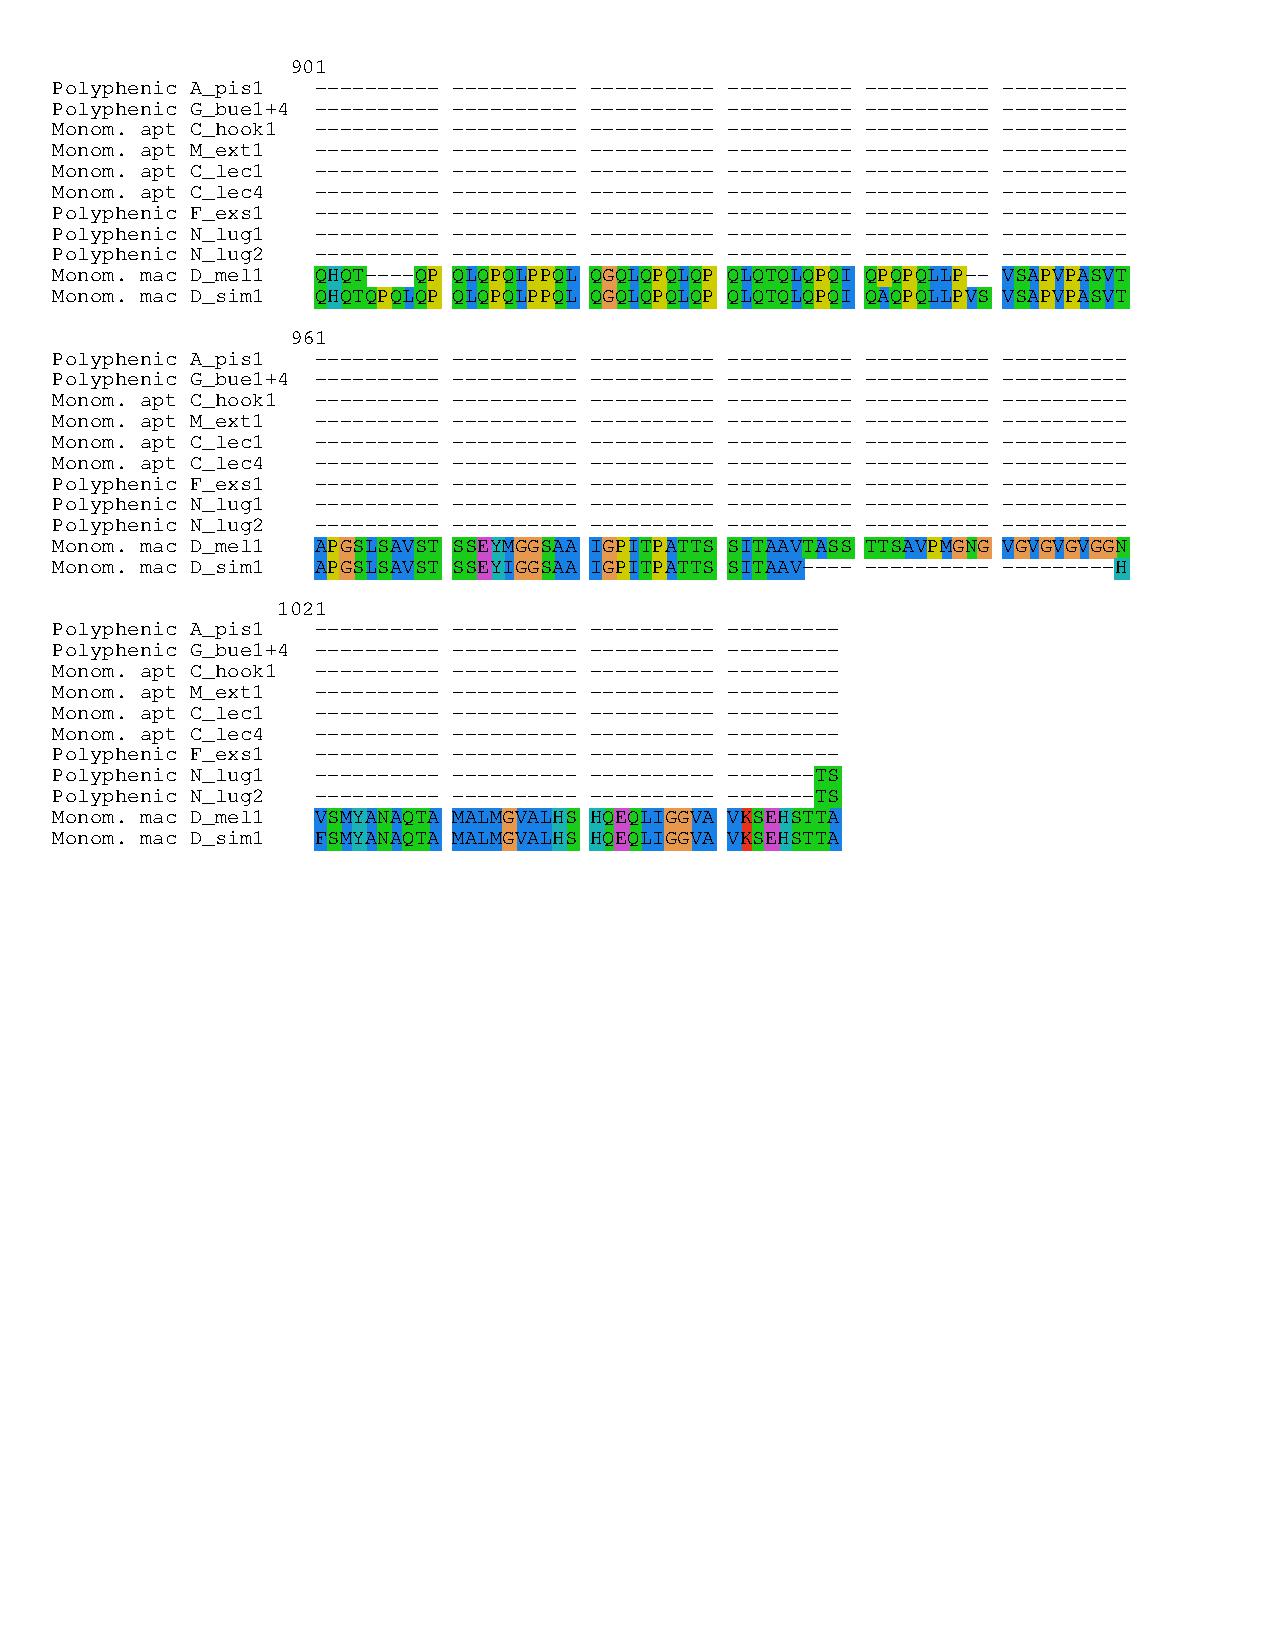 901
Polyphenic A_pis1 ---------- ---------- ---------- ---------- ---------- ----------
Polyphenic G_bue1+4 ---------- ---------- ---------- ---------- ---------- ----------
Monom. apt C_hook1 ---------- ---------- ---------- ---------- ---------- ----------
Monom. apt M_ext1 ---------- ---------- ---------- ---------- ---------- ----------
Monom. apt C_lec1 ---------- ---------- ---------- ---------- ---------- ----------
Monom. apt C_lec4 ---------- ---------- ---------- ---------- ---------- ----------
Polyphenic F_exs1 ---------- ---------- ---------- ---------- ---------- ----------
Polyphenic N_lug1 ---------- ---------- ---------- ---------- ---------- ----------
Polyphenic N_lug2 ---------- ---------- ---------- ---------- ---------- ----------
Monom. mac D_mel1 QHQT----QP QLQPQLPPQL QGQLQPQLQP QLQTQLQPQI QPQPQLLP-- VSAPVPASVT
Monom. mac D_sim1 QHQTQPQLQP QLQPQLPPQL QGQLQPQLQP QLQTQLQPQI QAQPQLLPVS VSAPVPASVT
961
Polyphenic A_pis1 ---------- ---------- ---------- ---------- ---------- ----------
Polyphenic G_bue1+4 ---------- ---------- ---------- ---------- ---------- ----------
Monom. apt C_hook1 ---------- ---------- ---------- ---------- ---------- ----------
Monom. apt M_ext1 ---------- ---------- ---------- ---------- ---------- ----------
Monom. apt C_lec1 ---------- ---------- ---------- ---------- ---------- ----------
Monom. apt C_lec4 ---------- ---------- ---------- ---------- ---------- ----------
Polyphenic F_exs1 ---------- ---------- ---------- ---------- ---------- ----------
Polyphenic N_lug1 ---------- ---------- ---------- ---------- ---------- ----------
Polyphenic N_lug2 ---------- ---------- ---------- ---------- ---------- ----------
Monom. mac D_mel1 APGSLSAVST SSEYMGGSAA IGPITPATTS SITAAVTASS TTSAVPMGNG VGVGVGVGGN
Monom. mac D_sim1 APGSLSAVST SSEYIGGSAA IGPITPATTS SITAAV---- ---------- ---------H
1021
Polyphenic A_pis1 ---------- ---------- ---------- ---------
Polyphenic G_bue1+4 ---------- ---------- ---------- ---------
Monom. apt C_hook1 ---------- ---------- ---------- ---------
Monom. apt M_ext1 ---------- ---------- ---------- ---------
Monom. apt C_lec1 ---------- ---------- ---------- ---------
Monom. apt C_lec4 ---------- ---------- ---------- ---------
Polyphenic F_exs1 ---------- ---------- ---------- ---------
Polyphenic N_lug1 ---------- ---------- ---------- -------TS
Polyphenic N_lug2 ---------- ---------- ---------- -------TS
Monom. mac D_mel1 VSMYANAQTA MALMGVALHS HQEQLIGGVA VKSEHSTTA
Monom. mac D_sim1 FSMYANAQTA MALMGVALHS HQEQLIGGVA VKSEHSTTA